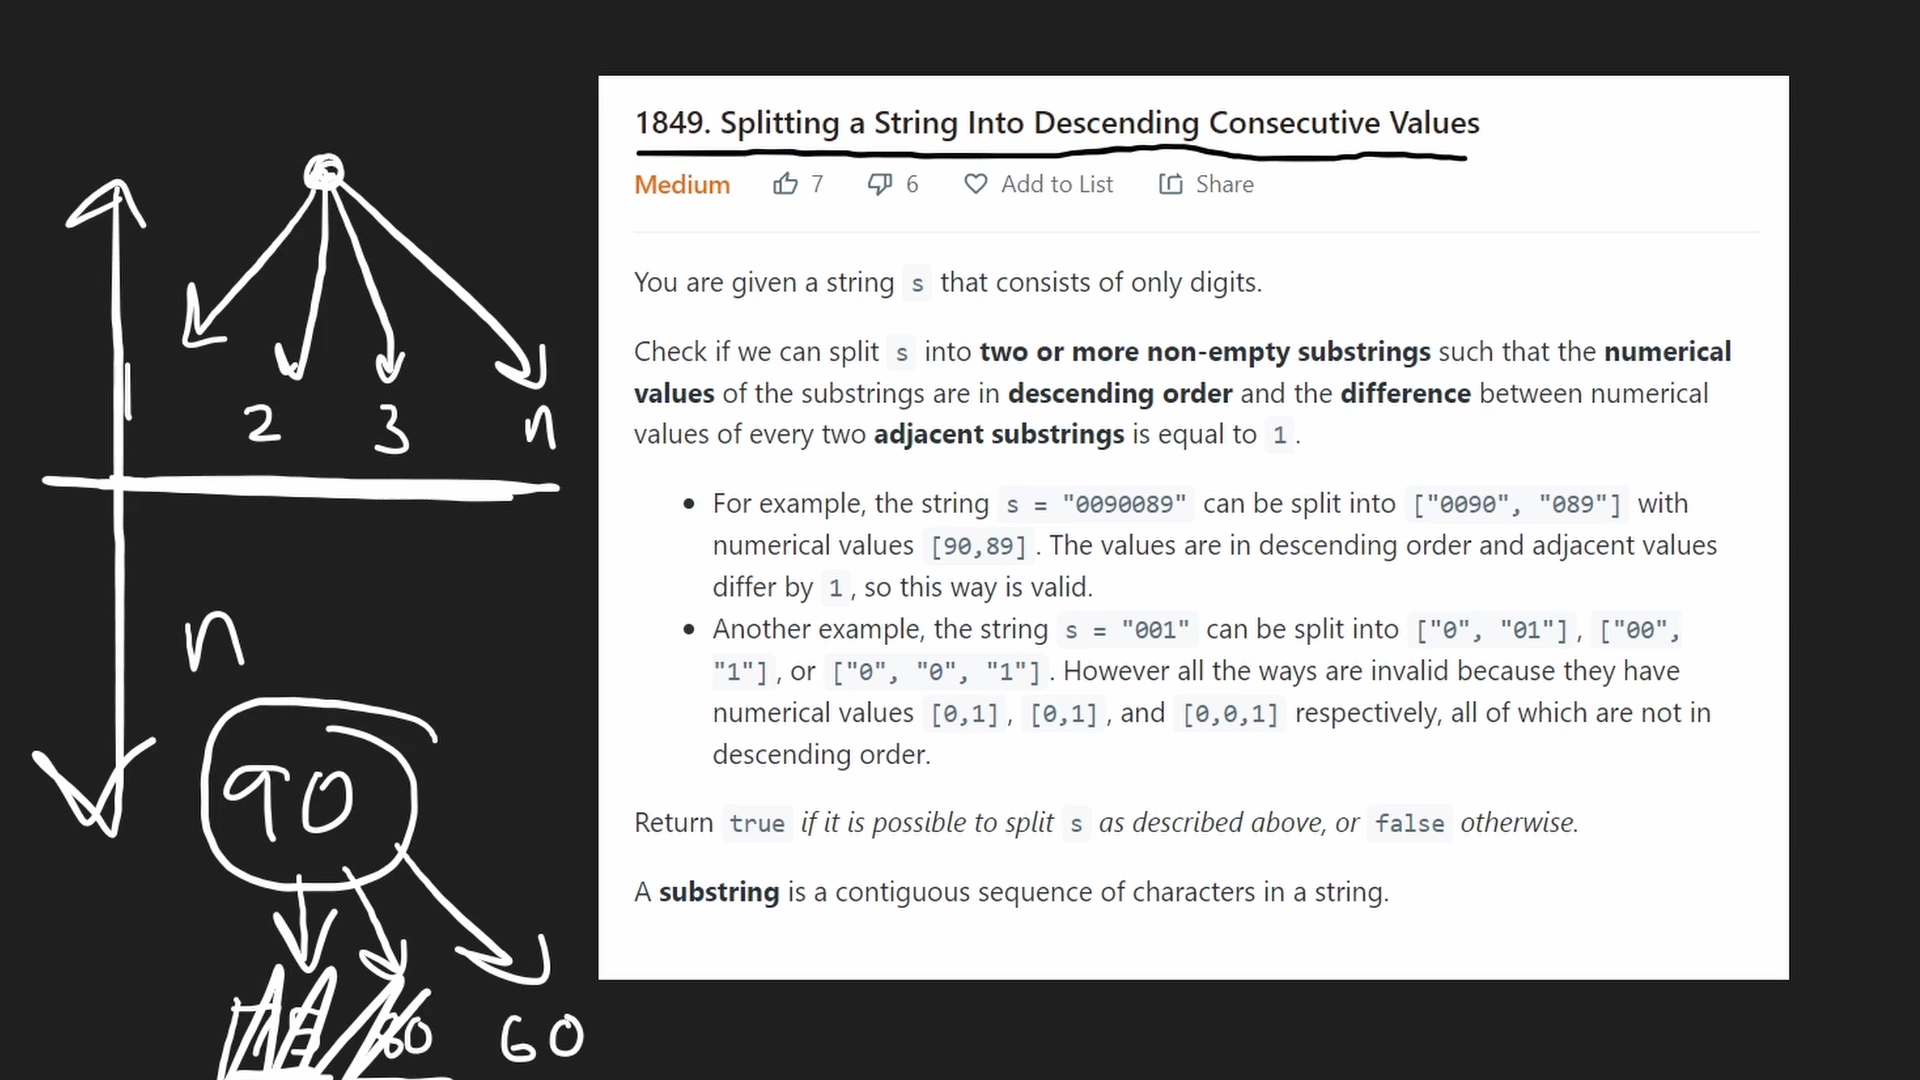 1849. Splitting a String Into Descending Consecutive Values
Medium 7 6 Add to List Share
You are given a string s that consists of only digits.
Check if we can split s into two or more non-empty substrings such that the numerical
values of the substrings are in descending order and the difference between numerical
values of every two adjacent substrings is equal to 1.
• For example, the string s = "0090089" can be split into ["0090", "089"] with
numerical values [90,89]. The values are in descending order and adjacent values
differ by 1, so this way is valid.
• Another example, the string s = "001" can be split into ["0", "01"], ["00",
"1"], or ["0", "0", "1"]. However all the ways are invalid because they have
numerical values [0,1], [0,1], and [0,0,1] respectively, all of which are not in
descending order.
Return true if it is possible to split s as described above, or false otherwise.
A substring is a contiguous sequence of characters in a string.
1 2 3 n
n
90
60